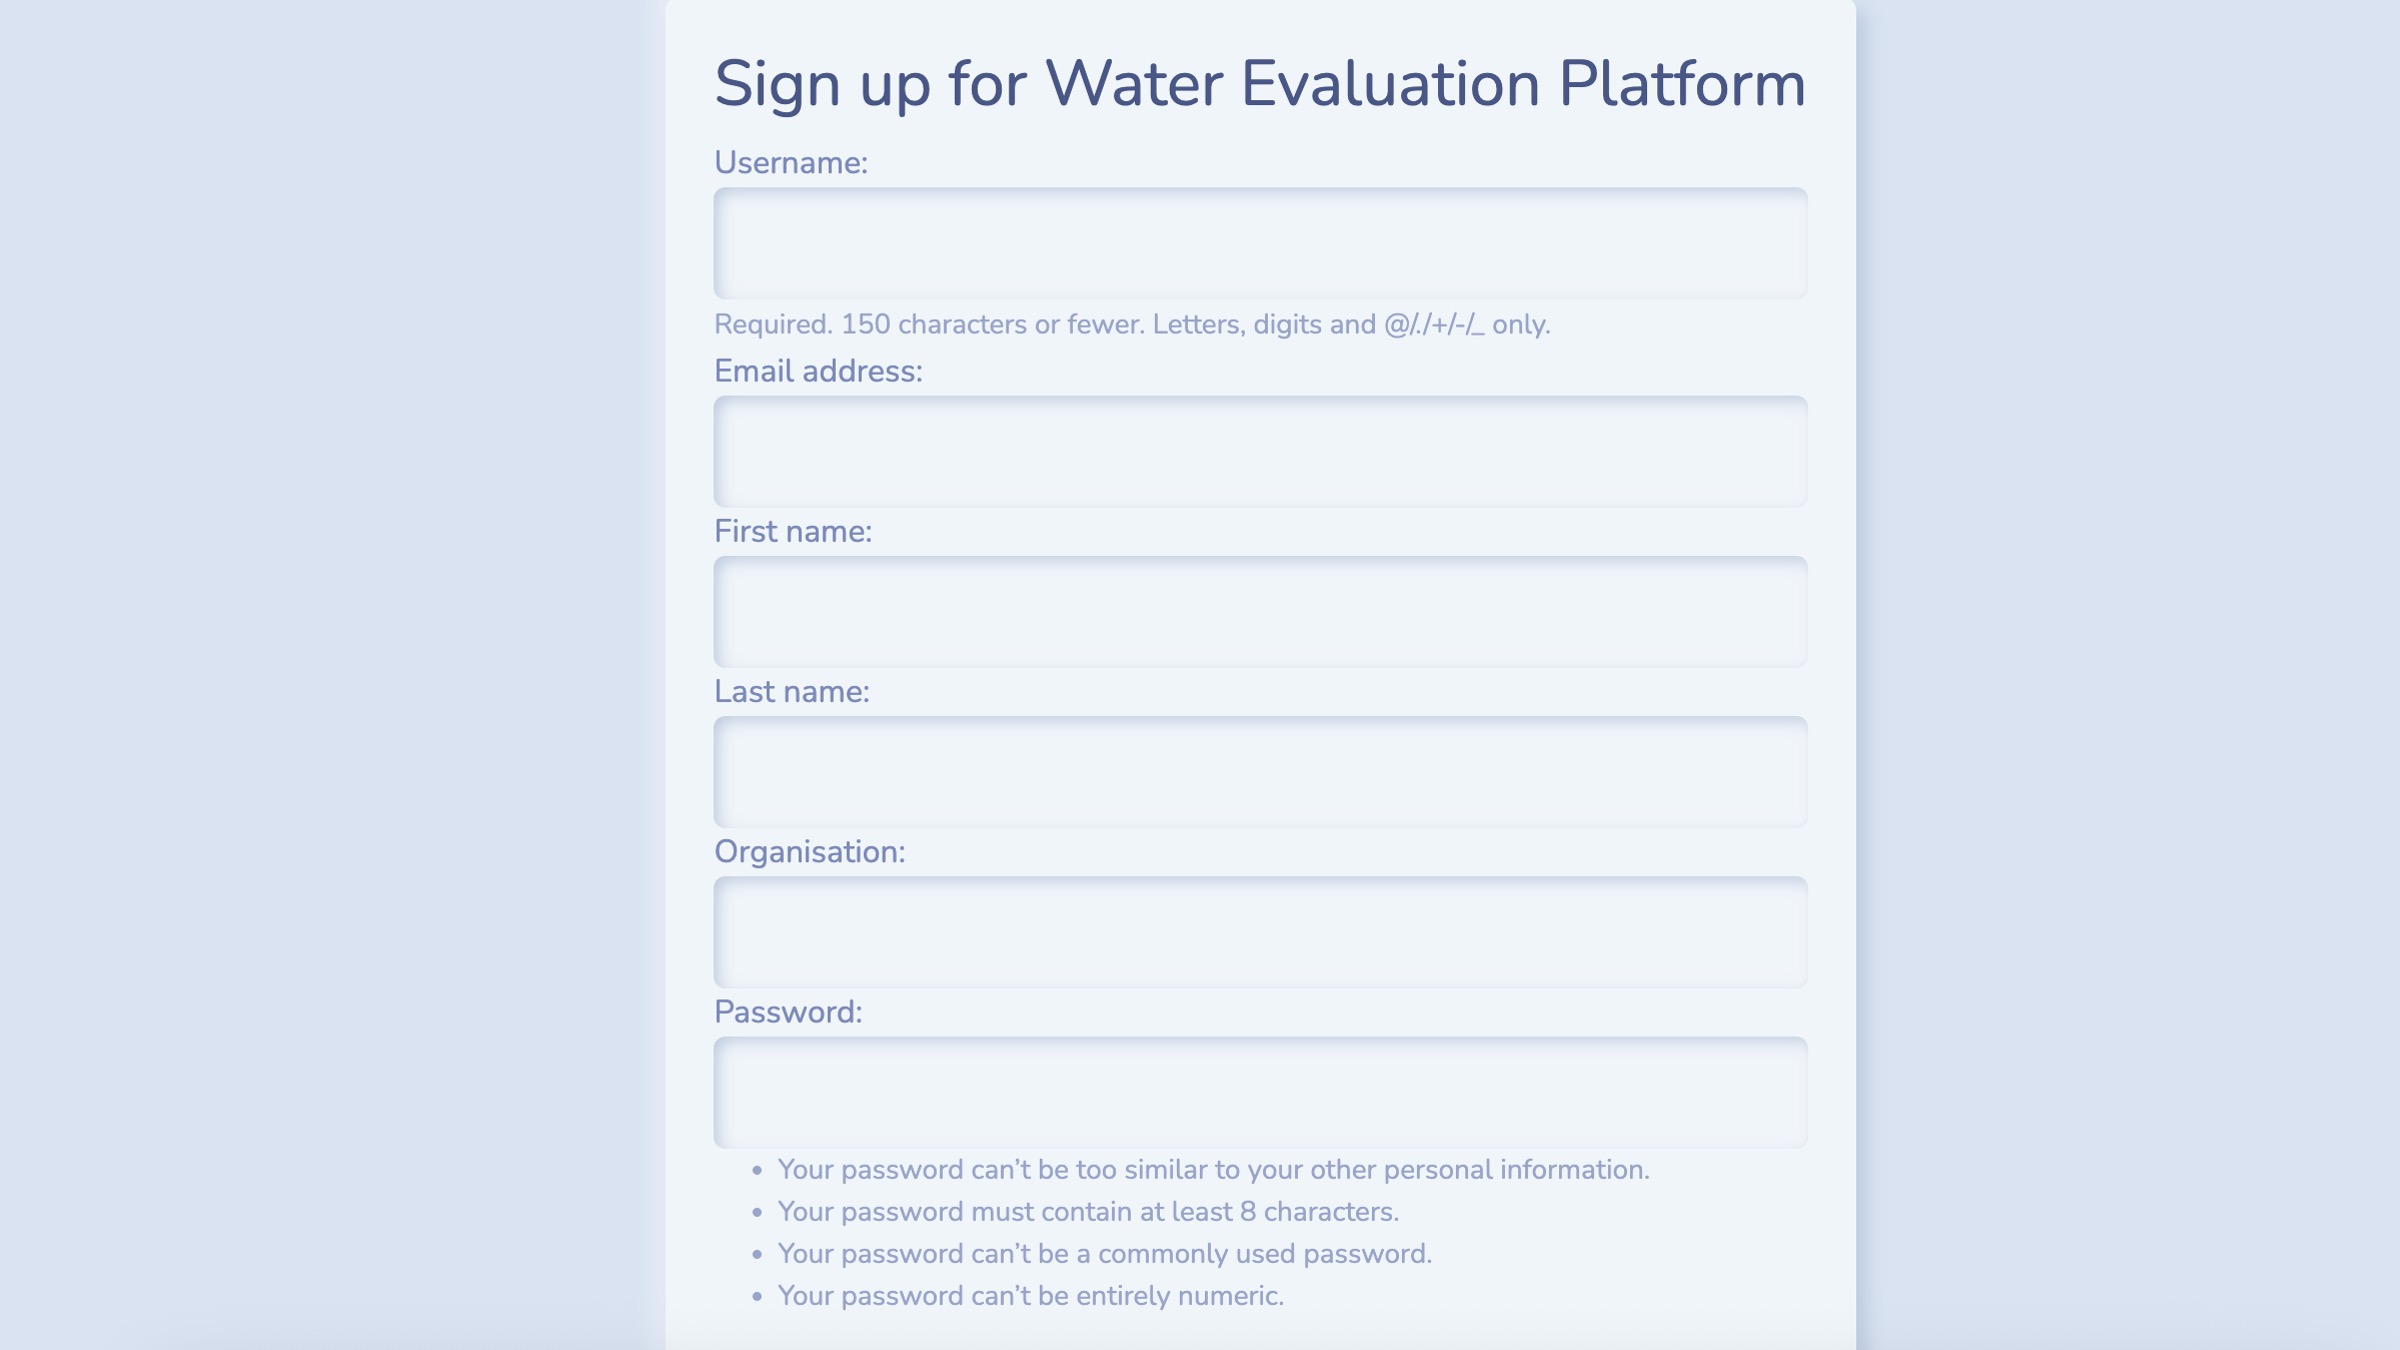 Sign up for Water Evaluation Platform
Username:
Required. 150 characters or fewer. Letters, digits and @/./+/-/_ only.
Email address:
First name:
Last name:
Organisation:
Password:
• Your password can’t be too similar to your other personal information.
• Your password must contain at least 8 characters.
• Your password can’t be a commonly used password.
• Your password can’t be entirely numeric.